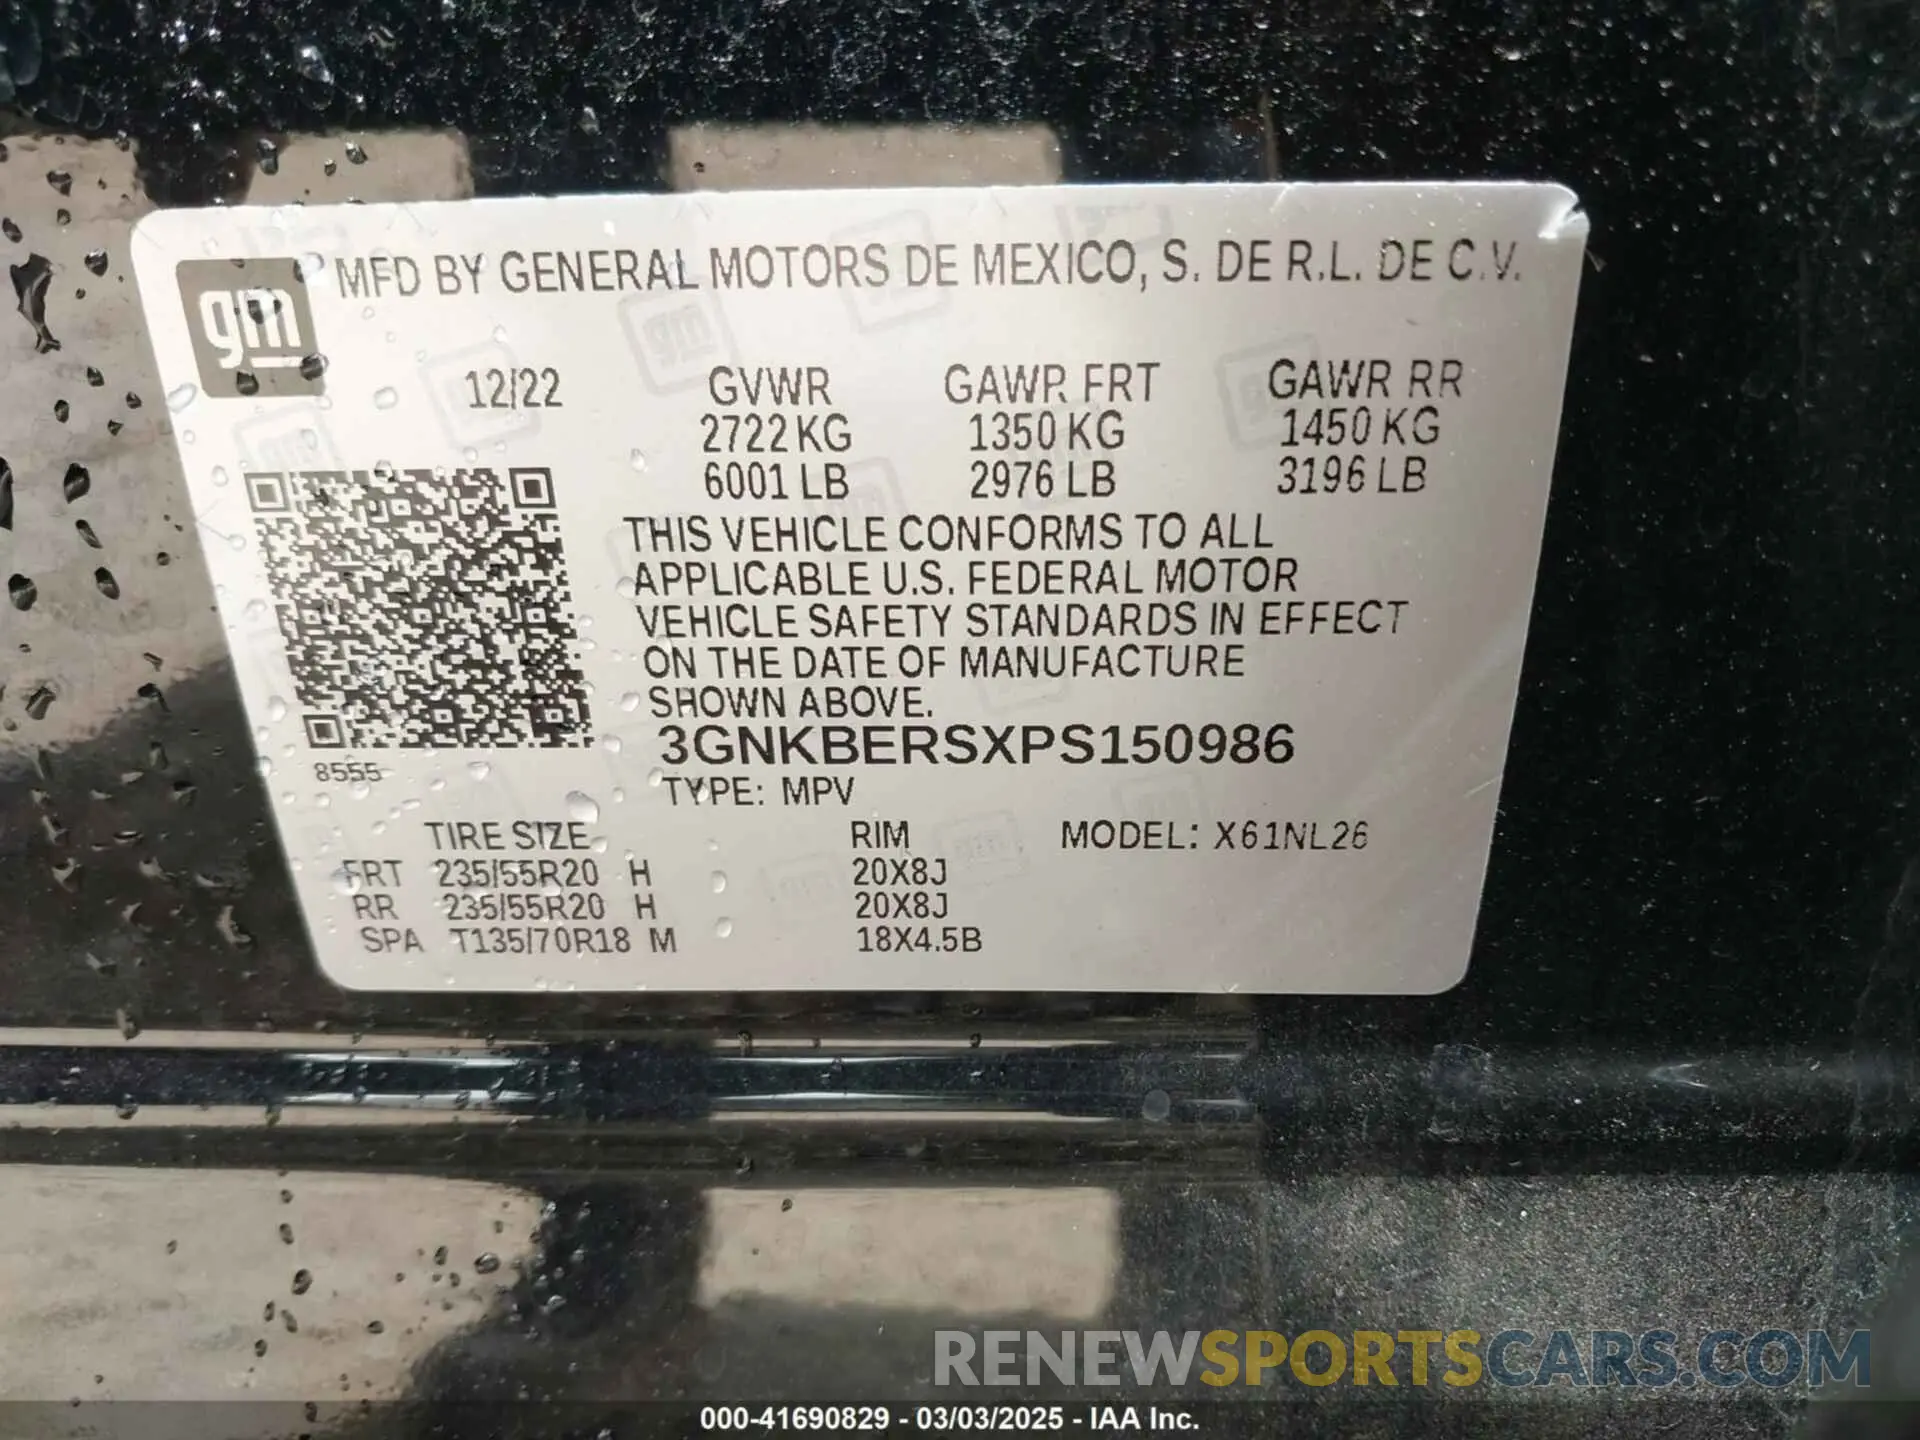 gm MFD BY GENERAL MOTORS DE MEXICO, S. DE R.L. DE C.V.
12/22 GVWR GAWR FRT GAWR RR
2722 KG 1350 KG 1450 KG
6001 LB 2976 LB 3196 LB
THIS VEHICLE CONFORMS TO ALL
APPLICABLE U.S. FEDERAL MOTOR
VEHICLE SAFETY STANDARDS IN EFFECT
ON THE DATE OF MANUFACTURE
SHOWN ABOVE.
3GNKBERSXPS150986
8555 TYPE: MPV
TIRE SIZE RIM MODEL: X61NL26
FRT 235/55R20 H 20X8J
RR 235/55R20 H 20X8J
SPA T135/70R18 M 18X4.5B
RENEWSPORTSCARS.COM
000-41690829 - 03/03/2025 - IAA Inc.